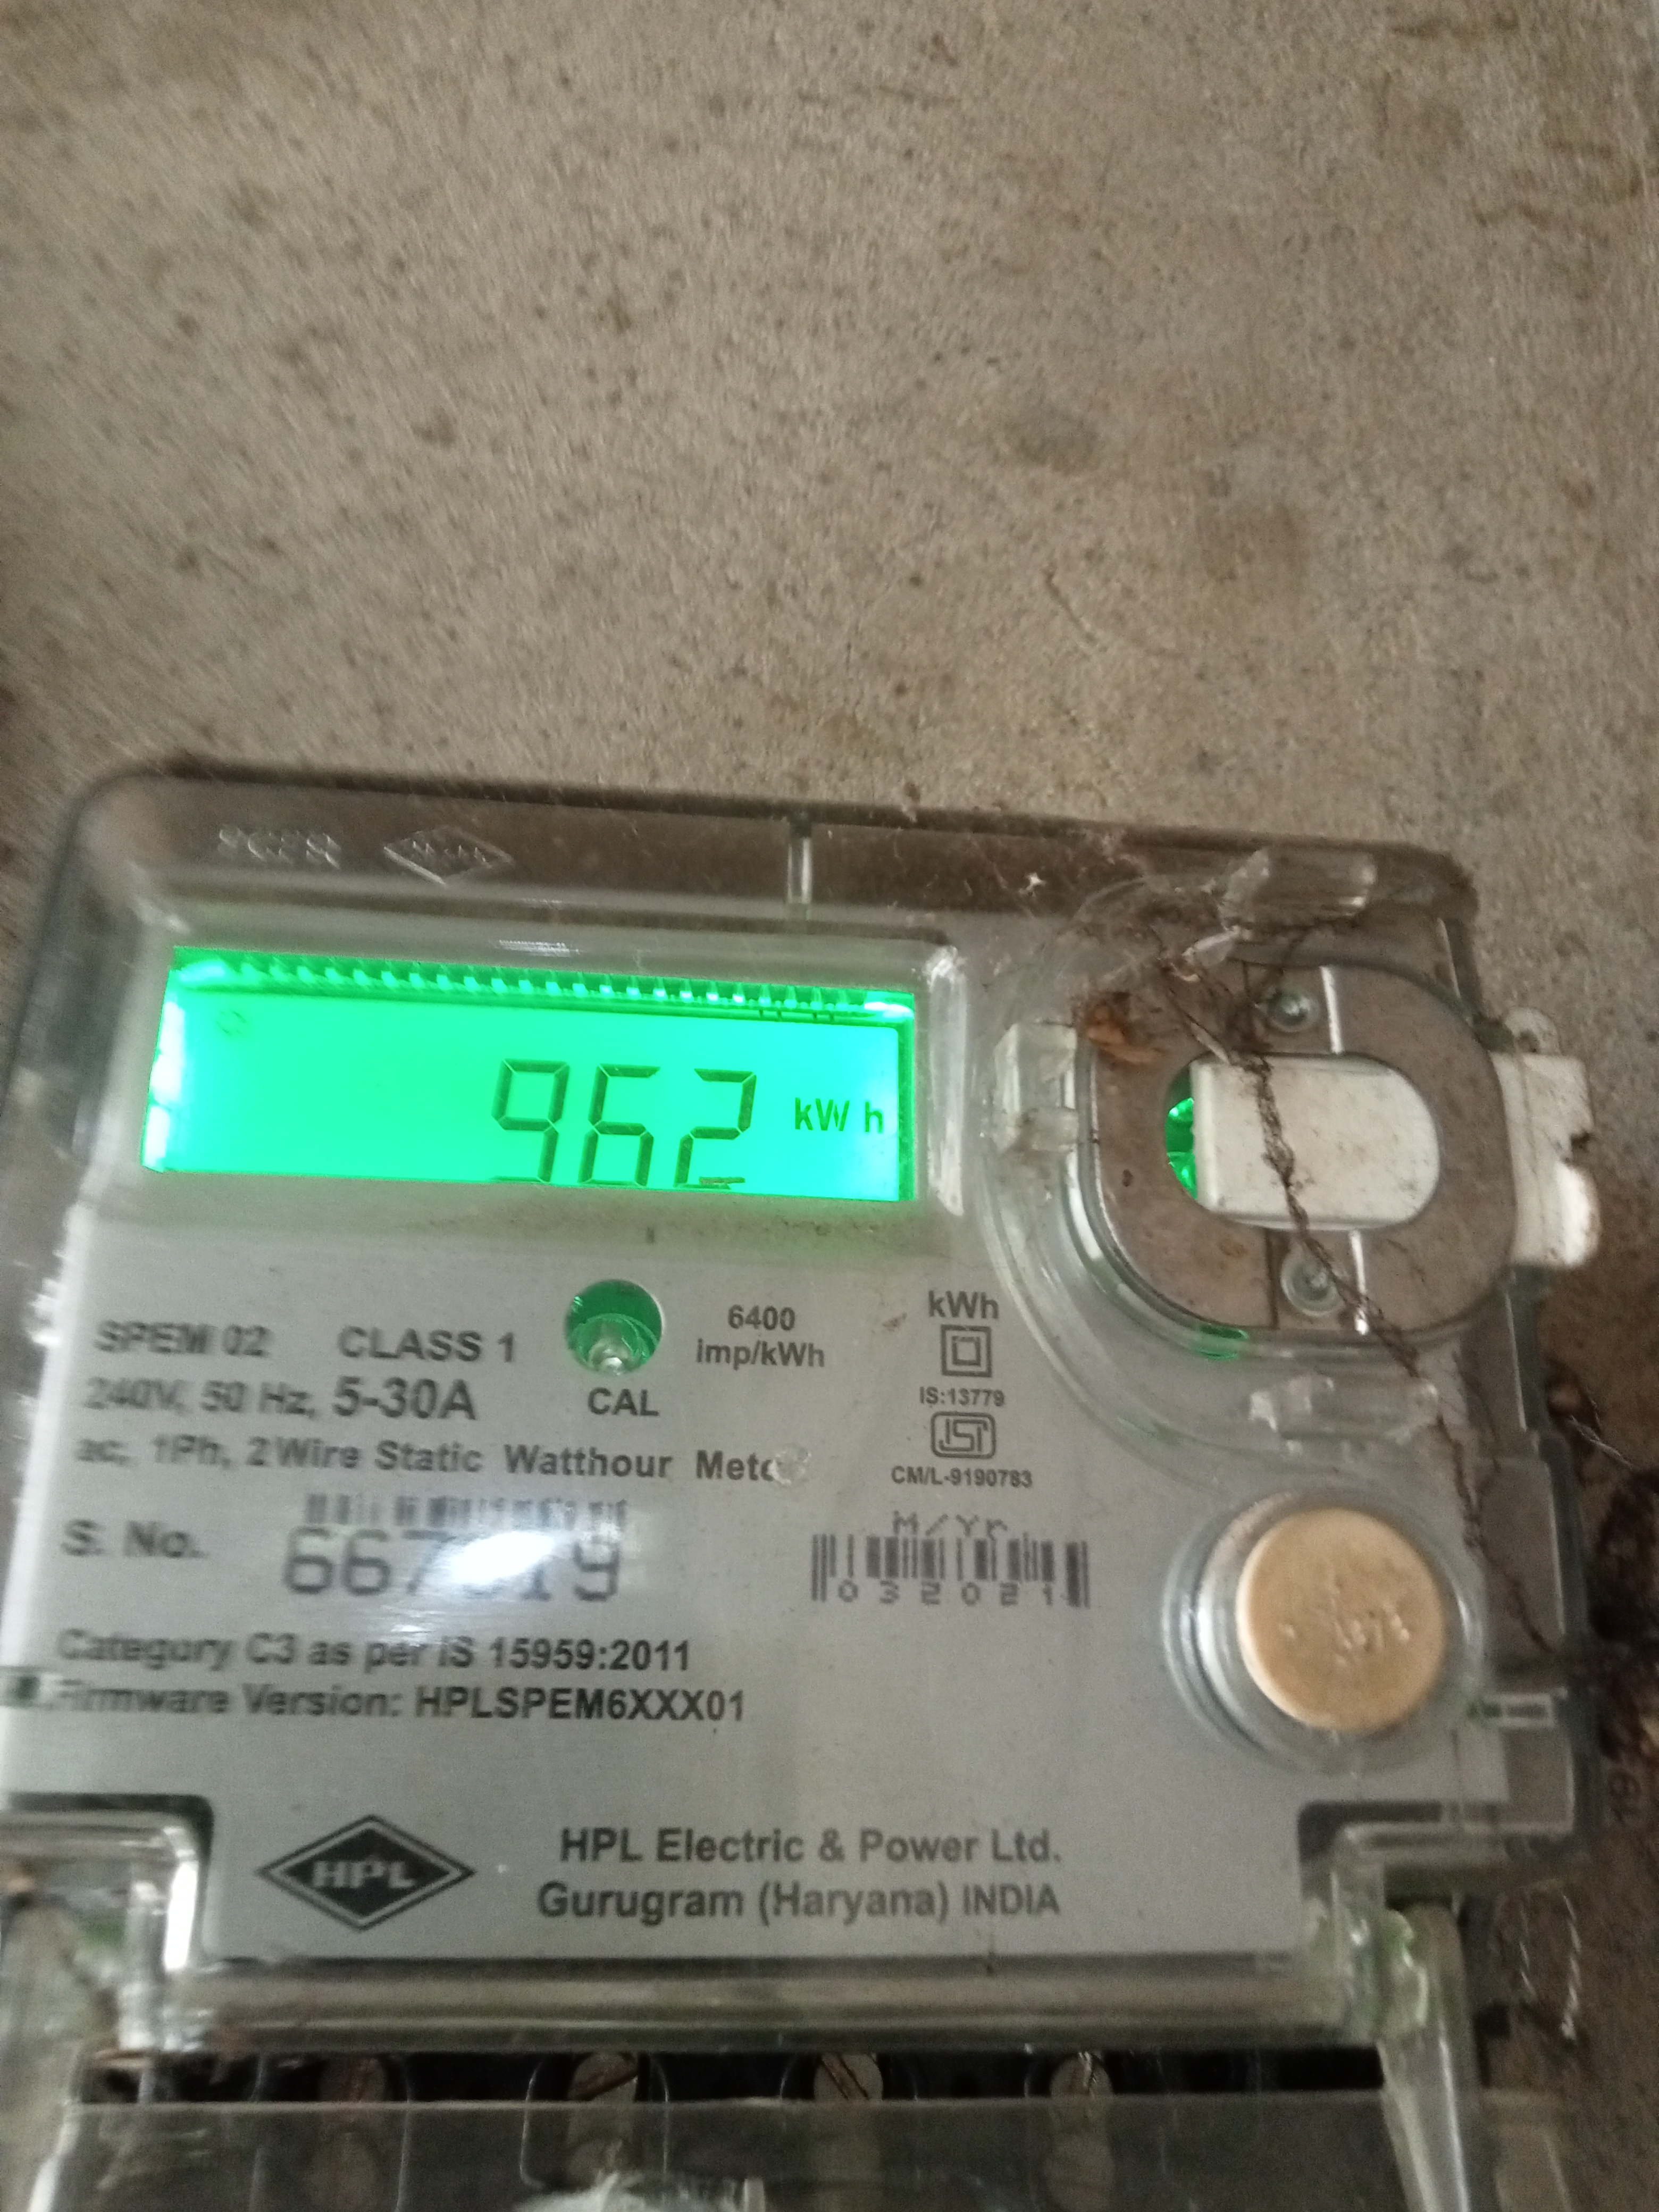 962 kWh
SPEM 02 CLASS 1
240V, 50 Hz, 5-30A
CAL
6400
imp/kWh
kWh
IS:13779
ISI
CM/L-9190783
ac, 1Ph, 2 Wire Static Watthour
S. No.
M/Yr
032021
Category C3 as per IS 15959:2011
Firmware Version: HPLSPEM6XXX01
HPL
HPL Electric & Power Ltd.
Gurugram (Haryana) INDIA